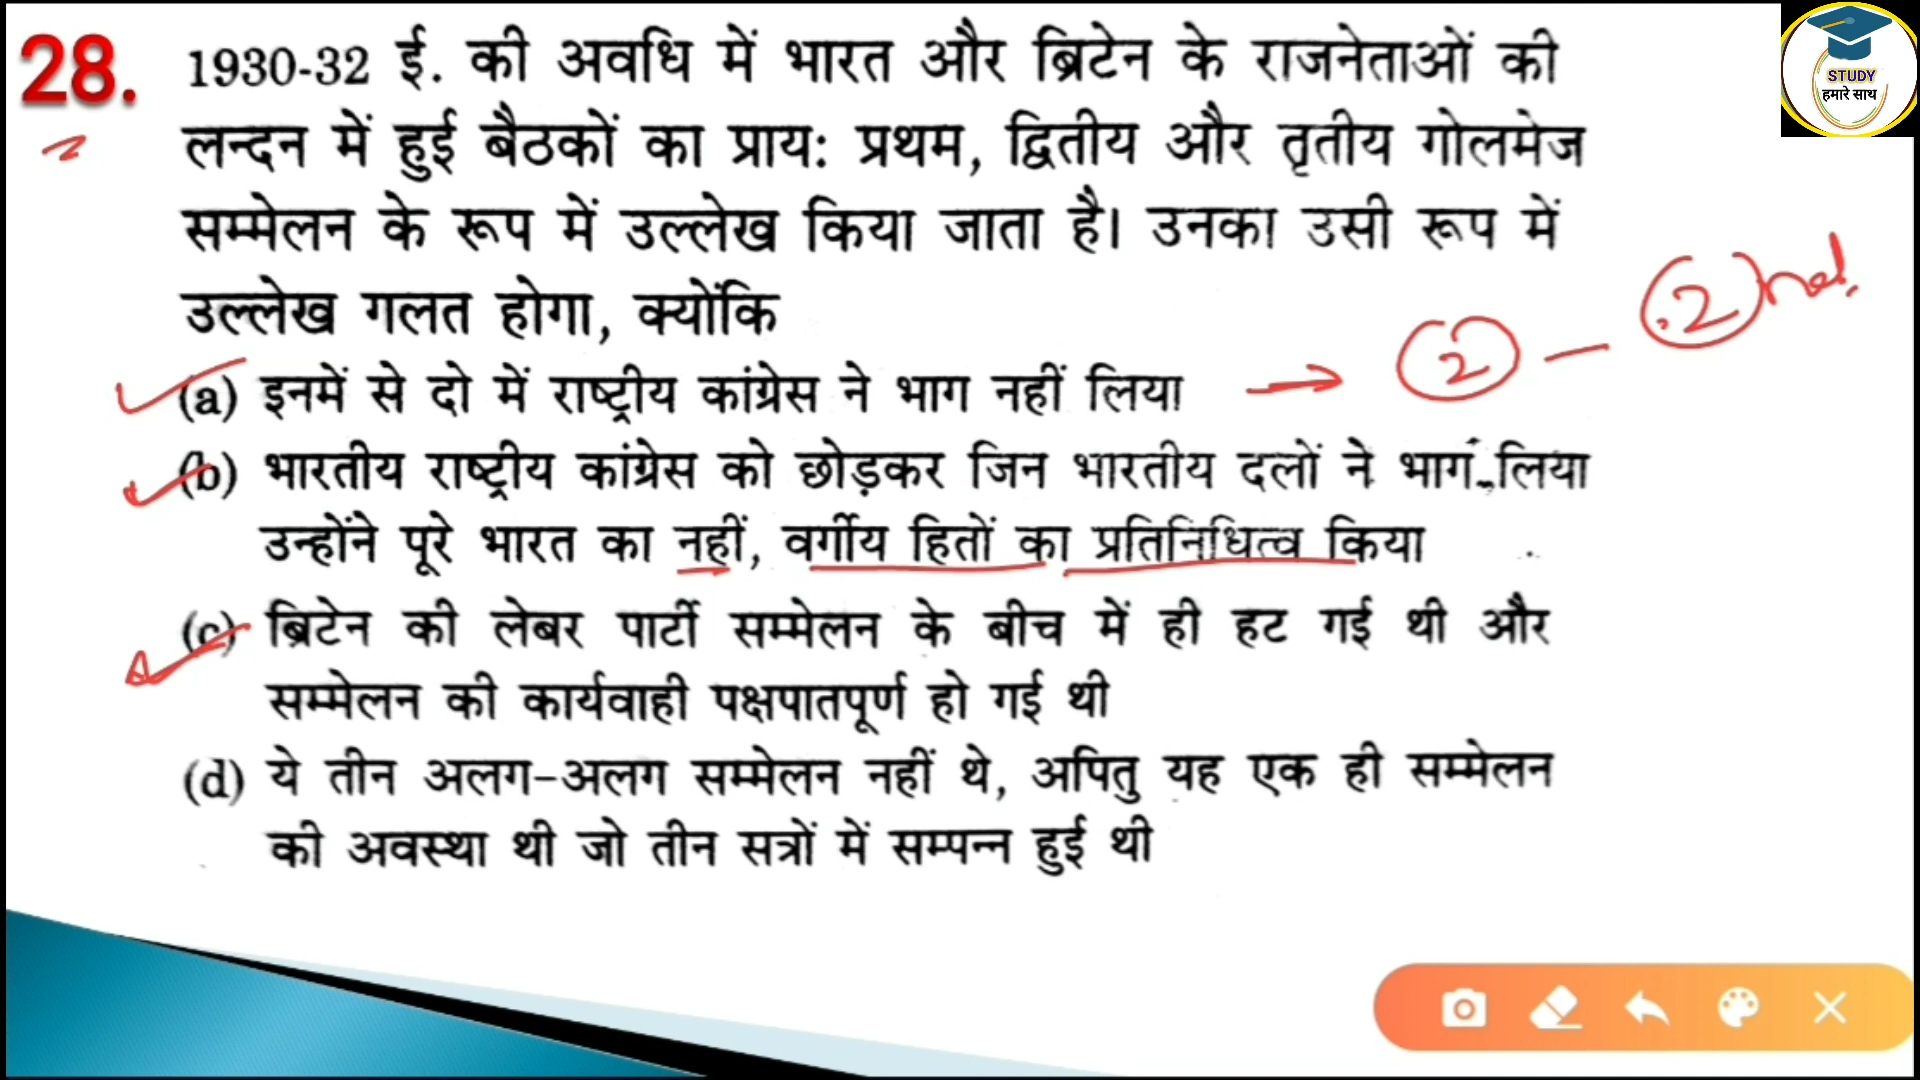 28. 1930-32 ई. की अवधि में भारत और ब्रिटेन के राजनेताओं की
लन्दन में हुई बैठकों का प्राय: प्रथम, द्वितीय और तृतीय गोलमेज
सम्मेलन के रूप में उल्लेख किया जाता है। उनका उसी रूप में
उल्लेख गलत होगा, क्योंकि
(a) इनमें से दो में राष्ट्रीय कांग्रेस ने भाग नहीं लिया → 2 –
(b) भारतीय राष्ट्रीय कांग्रेस को छोड़कर जिन भारतीय दलों ने भाग लिया
उन्होंने पूरे भारत का नहीं, वर्गीय हितों का प्रतिनिधित्व किया
(c) ब्रिटेन की लेबर पार्टी सम्मेलन के बीच में ही हट गई थी और
सम्मेलन की कार्यवाही पक्षपातपूर्ण हो गई थी
(d) ये तीन अलग-अलग सम्मेलन नहीं थे, अपितु यह एक ही सम्मेलन
की अवस्था थी जो तीन सत्रों में सम्पन्न हुई थी
STUDY
हमारे साथ